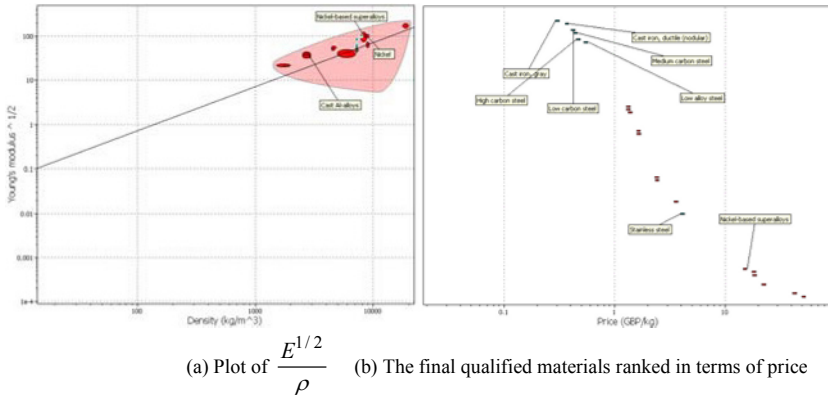 Nickel-based superalloys
100
Nickel
10
Cast Al-alloys
1
0.1
0.01
1e-4
Young's modulus ^ 1/2
100
1000
10000
Density (kg/m^3)
Cast iron, ductile (nodular)
Medium carbon steel
Cast iron, gray
High carbon steel
Low carbon steel
Low alloy steel
Stainless steel
Nickel-based superalloys
0.1
1
10
Price (GBP/kg)
(a) Plot of E^{1/2}/ρ (b) The final qualified materials ranked in terms of price